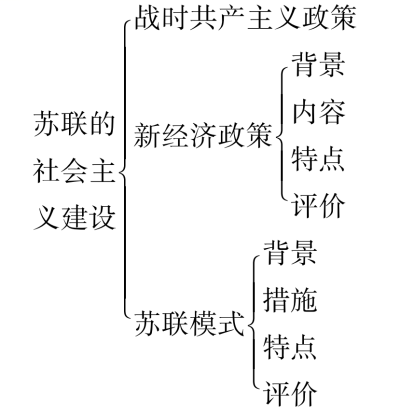 苏联的
社会主
义建设
战时共产主义政策
新经济政策
背景
内容
特点
评价
苏联模式
背景
措施
特点
评价